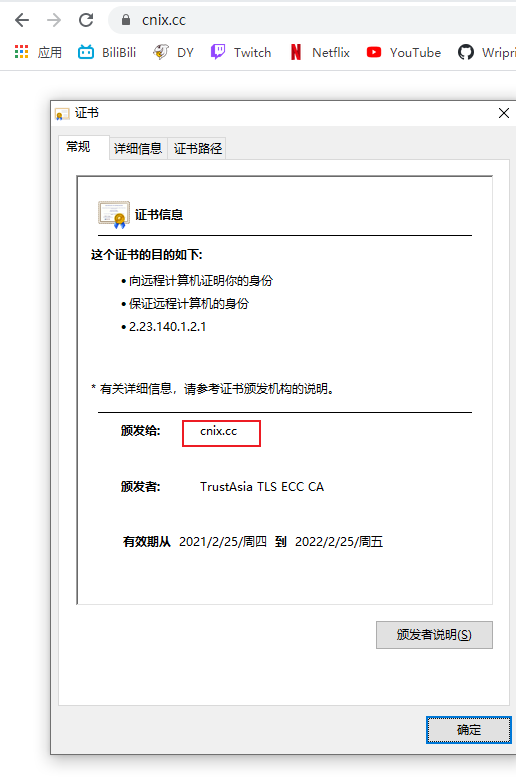 cnix.cc
应用 BiliBili DY Twitch Netflix YouTube Wripri
证书
常规 详细信息 证书路径
证书信息
这个证书的目的如下:
• 向远程计算机证明你的身份
• 保证远程计算机的身份
• 2.23.140.1.2.1
* 有关详细信息，请参考证书颁发机构的说明。
颁发给: cnix.cc
颁发者: TrustAsia TLS ECC CA
有效期从 2021/2/25/周四 到 2022/2/25/周五
颁发者说明(S)
确定